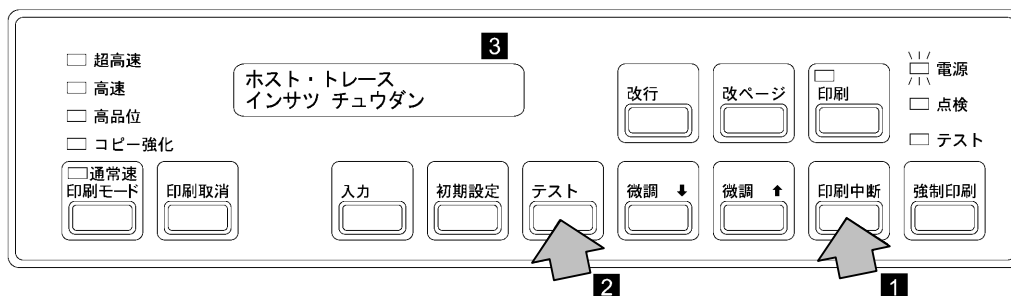 3
超高速
高速
高品位
コピー強化
通常速
印刷モード
印刷取消
ホスト・トレース
インサツ チュウダン
改行
改ページ
印刷
電源
点検
テスト
入力
初期設定
テスト
微調 ⬇
微調 ⬆
印刷中断
強制印刷
2
1